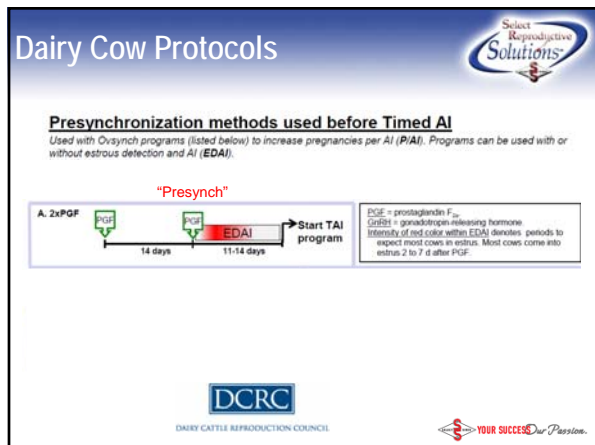 Dairy Cow Protocols
Select
Reproductive
Solutions
Presynchronization methods used before Timed AI
Used with Ovsynch programs (listed below) to increase pregnancies per AI (P/AI). Programs can be used with or
without estrous detection and AI (EDAI).
"Presynch"
A. 2xPGF
PGF
PGF
EDAI
Start TAI
program
14 days
11-14 days
PGF = prostaglandin F2α
GnRH = gonadotropin-releasing hormone
Intensity of red color within EDAI denotes periods to
expect most cows in estrus. Most cows come into
estrus 2 to 7 d after PGF.
DCRC
DAIRY CATTLE REPRODUCTION COUNCIL
YOUR SUCCESS Our Passion.